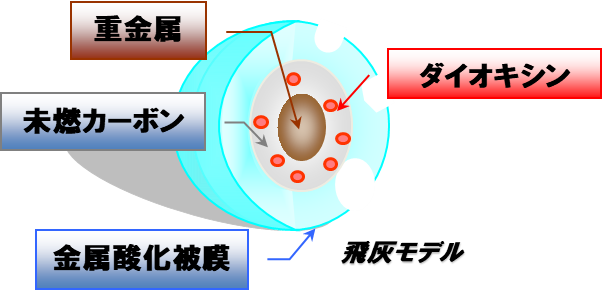 重金属
ダイオキシン
未燃カーボン
金属酸化被膜
飛灰モデル